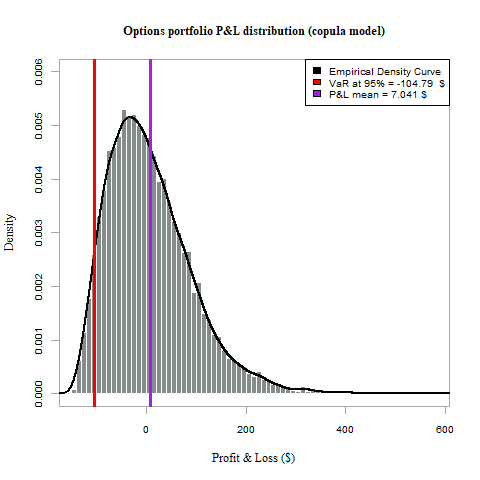 Options portfolio P&L distribution (copula model)
Empirical Density Curve
VaR at 95% = -104.79 $
P&L mean = 7.041 $
0.006
0.005
0.004
0.003
0.002
0.001
0.000
Density
0 200 400 600
Profit & Loss ($)